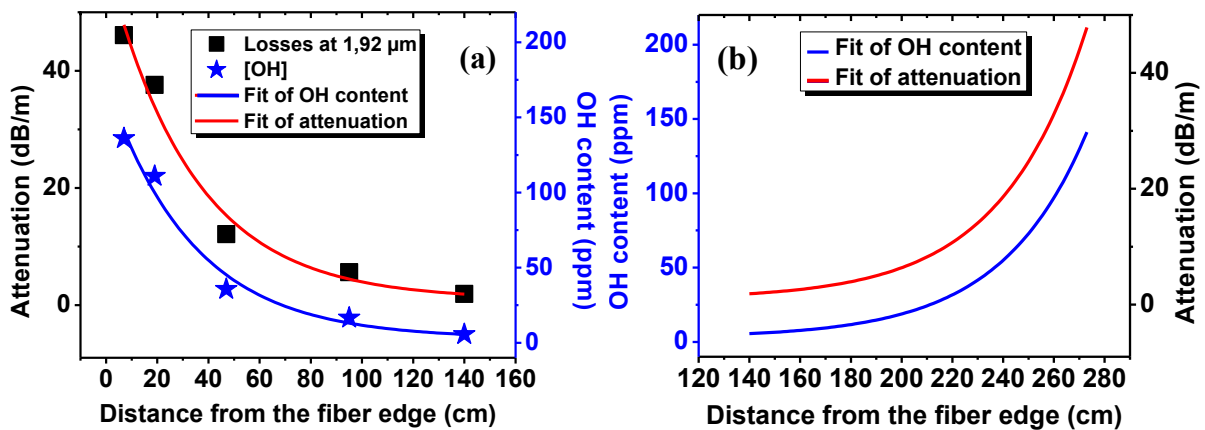 (a)
Losses at 1,92 µm
[OH]
Fit of OH content
Fit of attenuation
Attenuation (dB/m)
40
20
0
200
150
100
50
0
OH content (ppm)
0 20 40 60 80 100 120 140 160
Distance from the fiber edge (cm)
(b)
Fit of OH content
Fit of attenuation
OH content (ppm)
200
175
150
125
100
75
50
25
0
40
20
0
Attenuation (dB/m)
120 140 160 180 200 220 240 260 280
Distance from the fiber edge (cm)